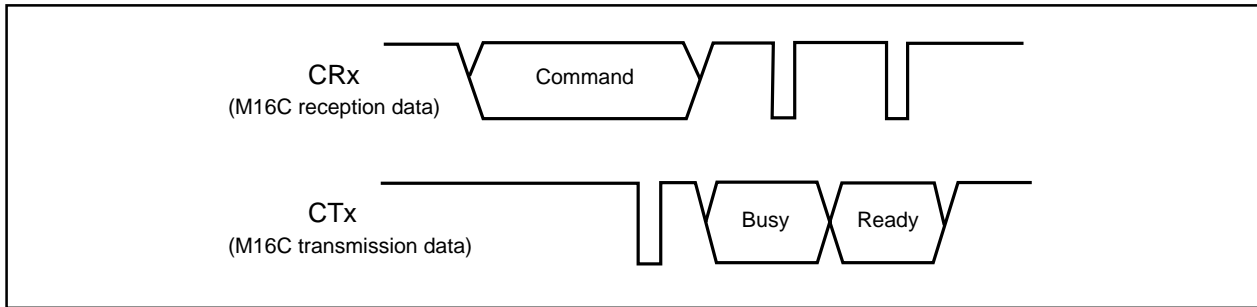 CRx
(M16C reception data)
Command
CTx
(M16C transmission data)
Busy
Ready